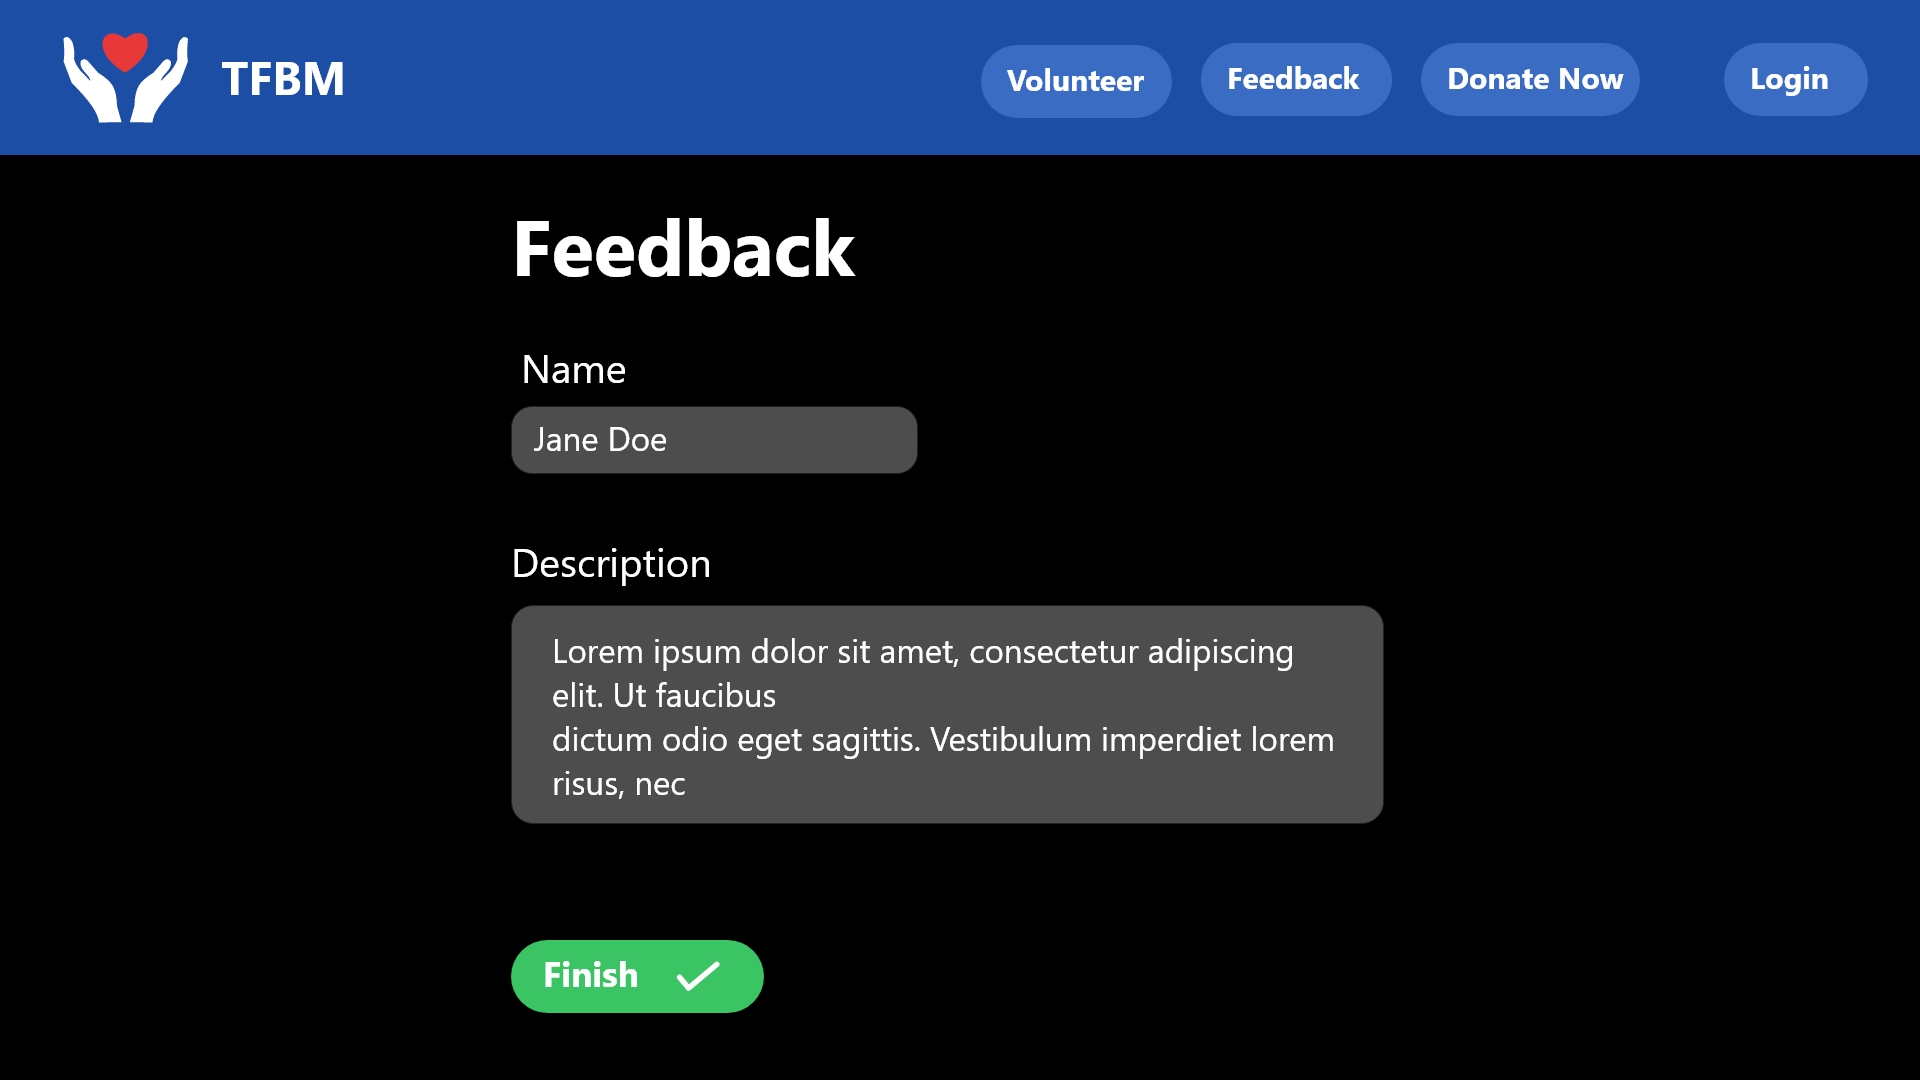 TFBM
Volunteer
Feedback
Donate Now
Login
Feedback
Name
Jane Doe
Description
Lorem ipsum dolor sit amet, consectetur adipiscing
elit. Ut faucibus
dictum odio eget sagittis. Vestibulum imperdiet lorem
risus, nec
Finish